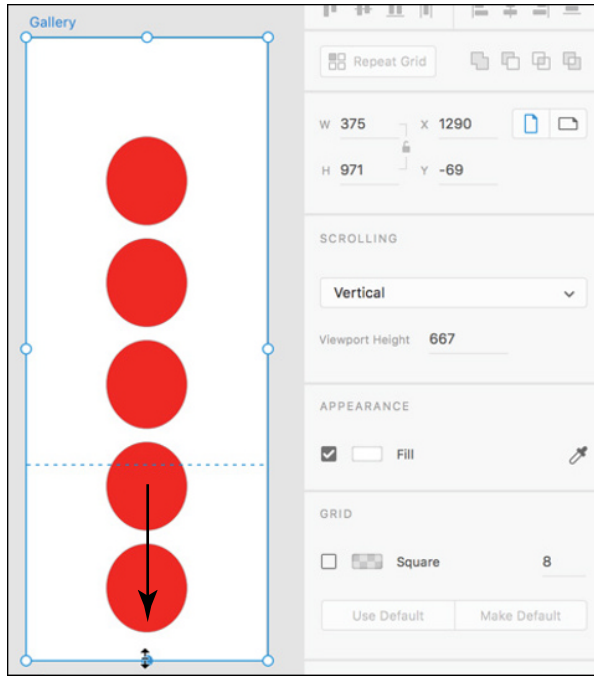 Gallery
Repeat Grid
W 375 X 1290
H 971 Y -69
SCROLLING
Vertical
Viewport Height 667
APPEARANCE
Fill
GRID
Square 8
Use Default Make Default